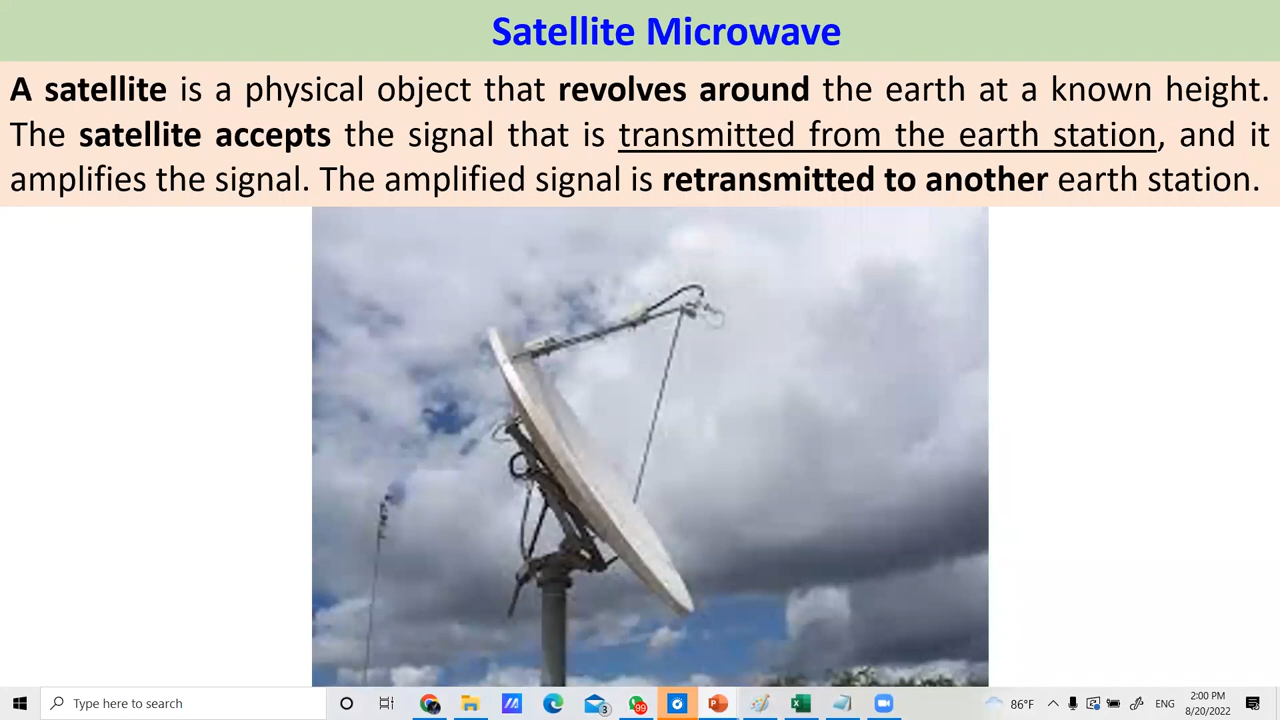 Satellite Microwave
A satellite is a physical object that revolves around the earth at a known height.
The satellite accepts the signal that is transmitted from the earth station, and it
amplifies the signal. The amplified signal is retransmitted to another earth station.
Type here to search
3
99
86°F
ENG
2:00 PM
8/20/2022